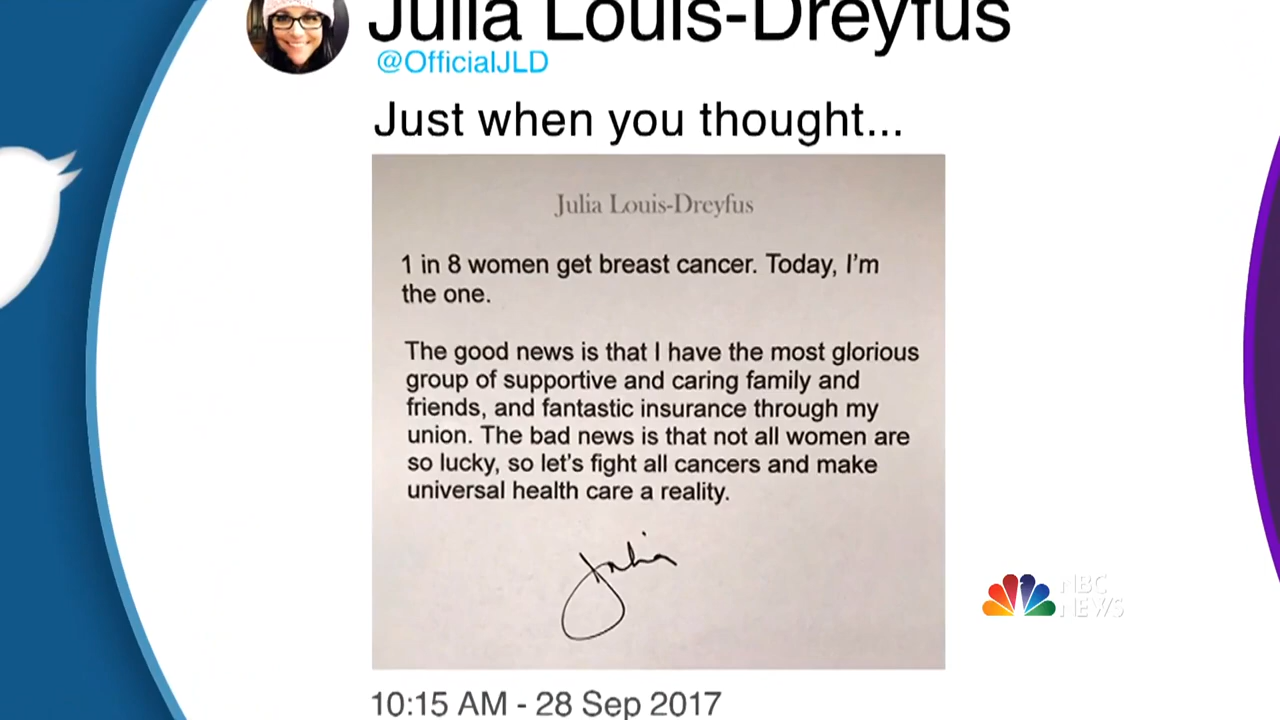 Julia Louis-Dreyfus
@OfficialJLD
Just when you thought...
Julia Louis-Dreyfus
1 in 8 women get breast cancer. Today, I’m
the one.
The good news is that I have the most glorious
group of supportive and caring family and
friends, and fantastic insurance through my
union. The bad news is that not all women are
so lucky, so let’s fight all cancers and make
universal health care a reality.
Julia
10:15 AM - 28 Sep 2017
NBC
NEWS